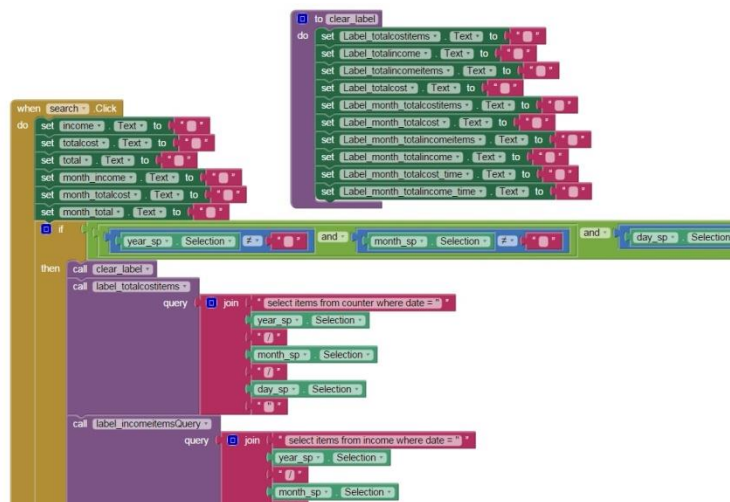 to clear_label
do set Label_totalcostitems . Text to " "
set Label_totalincome . Text to " "
set Label_totalincomeitems . Text to " "
set Label_totalcost . Text to " "
set Label_month_totalcostitems . Text to " "
set Label_month_totalcost . Text to " "
set Label_month_totalincomeitems . Text to " "
set Label_month_totalincome . Text to " "
set Label_month_totalcost_time . Text to " "
set Label_month_totalincome_time . Text to " "
when search .Click
do set income . Text to " "
set totalcost . Text to " "
set total . Text to " "
set month_income . Text to " "
set month_totalcost . Text to " "
set month_total . Text to " "
if year_sp . Selection ≠ " " and month_sp . Selection ≠ " " and day_sp . Selection
then call clear_label
call label_totalcostitems
query join " select items from counter where date = " "
year_sp . Selection
" / "
month_sp . Selection
" / "
day_sp . Selection
" " "
call label_incomeitemsQuery
query join " select items from income where date = " "
year_sp . Selection
" / "
month_sp . Selection